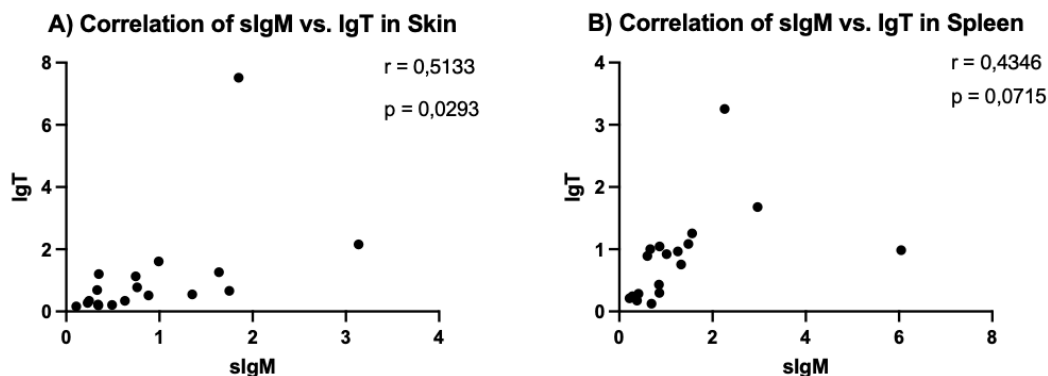 A) Correlation of sIgM vs. IgT in Skin
r = 0,5133
p = 0,0293
8
6
4
2
0
IgT
0 1 2 3 4
sIgM
B) Correlation of sIgM vs. IgT in Spleen
r = 0,4346
p = 0,0715
4
3
2
1
0
IgT
0 2 4 6 8
sIgM